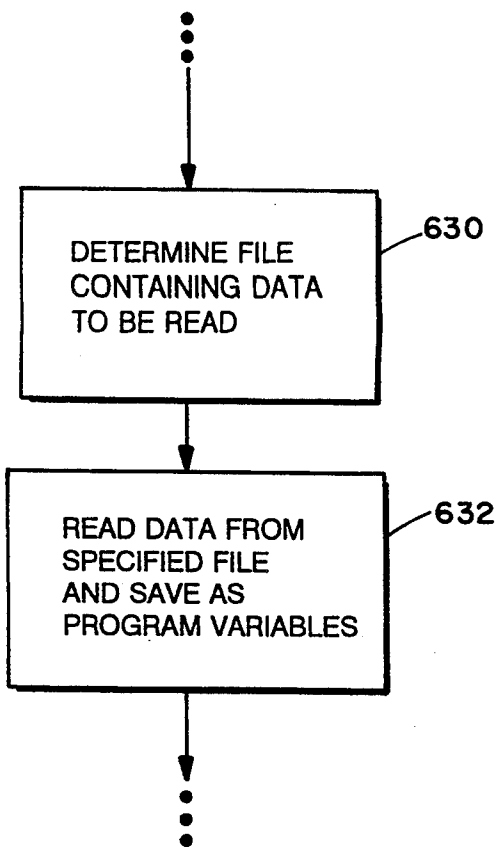 630
DETERMINE FILE
CONTAINING DATA
TO BE READ
632
READ DATA FROM
SPECIFIED FILE
AND SAVE AS
PROGRAM VARIABLES